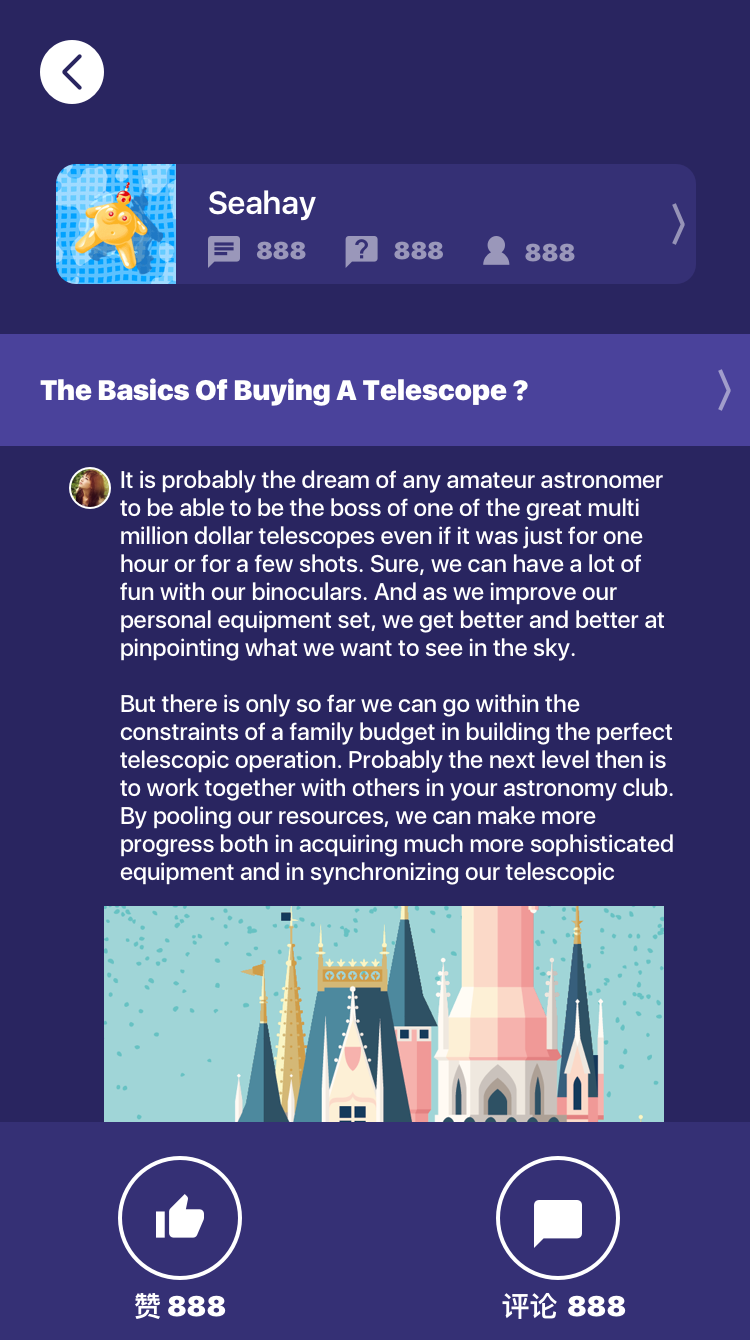 Seahay
888 888 888
The Basics Of Buying A Telescope ?
It is probably the dream of any amateur astronomer
to be able to be the boss of one of the great multi
million dollar telescopes even if it was just for one
hour or for a few shots. Sure, we can have a lot of
fun with our binoculars. And as we improve our
personal equipment set, we get better and better at
pinpointing what we want to see in the sky.
But there is only so far we can go within the
constraints of a family budget in building the perfect
telescopic operation. Probably the next level then is
to work together with others in your astronomy club.
By pooling our resources, we can make more
progress both in acquiring much more sophisticated
equipment and in synchronizing our telescopic
赞 888 评论 888